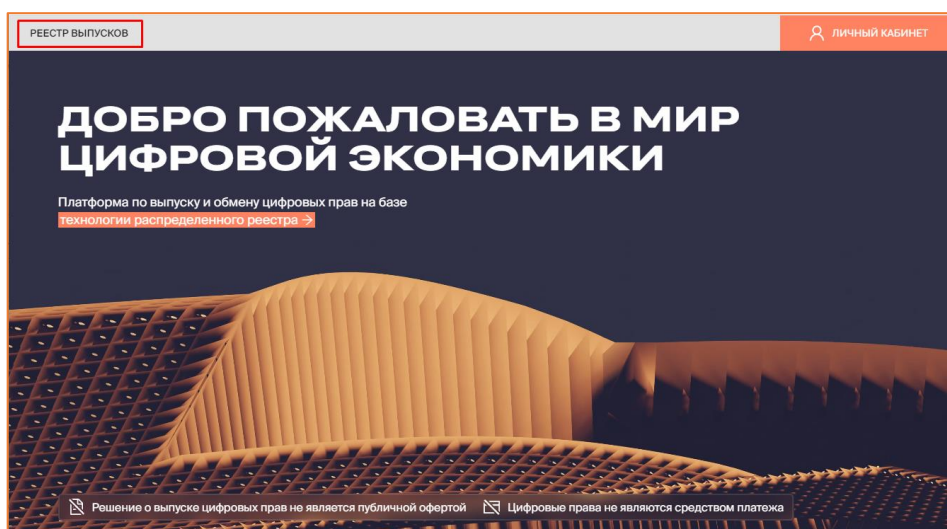 РЕЕСТР ВЫПУСКОВ
ЛИЧНЫЙ КАБИНЕТ
ДОБРО ПОЖАЛОВАТЬ В МИР
ЦИФРОВОЙ ЭКОНОМИКИ
Платформа по выпуску и обмену цифровых прав на базе
технологии распределенного реестра →
Решение о выпуске цифровых прав не является публичной офертой
Цифровые права не являются средством платежа